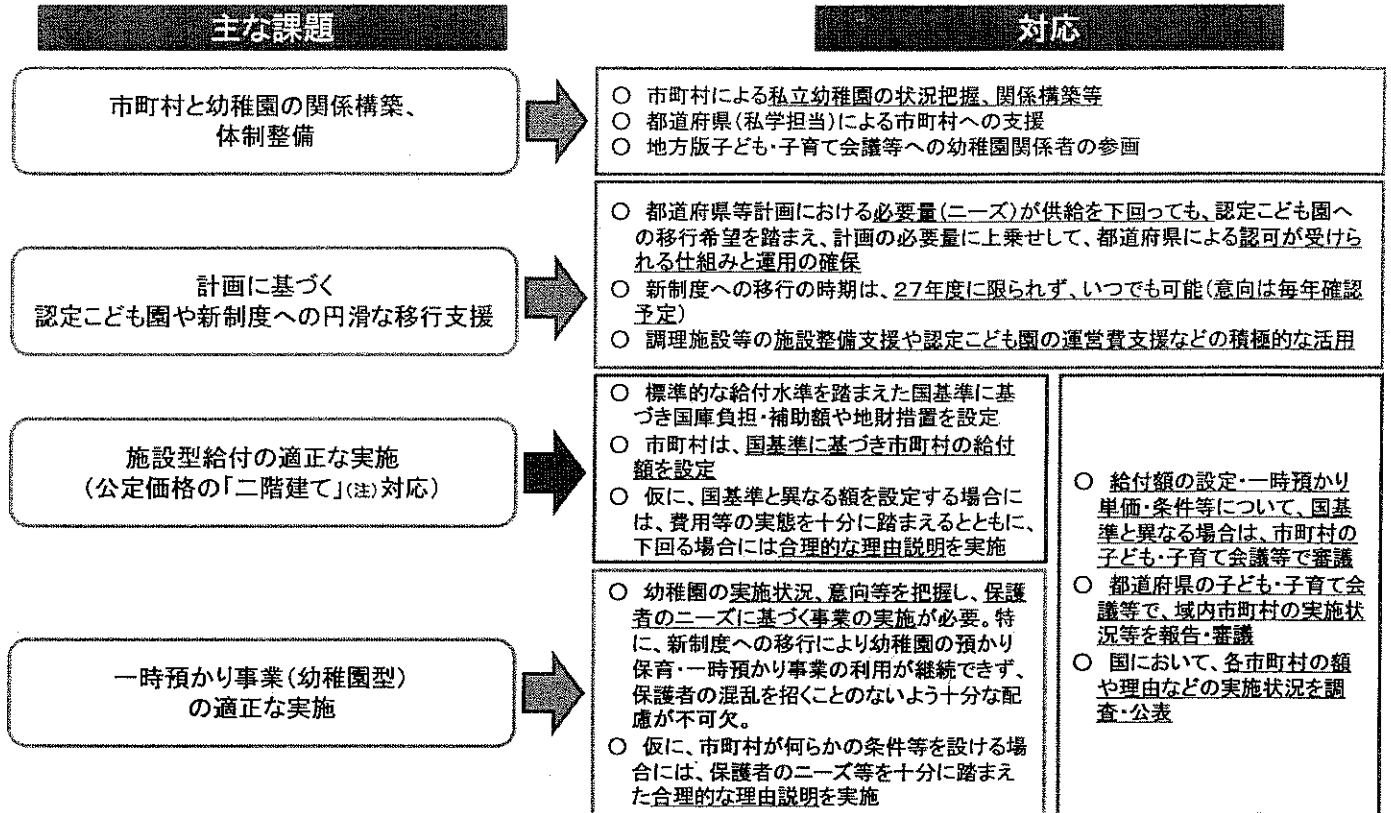 主な課題
対応
市町村と幼稚園の関係構築、
体制整備
○ 市町村による私立幼稚園の状況把握、関係構築等
○ 都道府県(私学担当)による市町村への支援
○ 地方版子ども・子育て会議等への幼稚園関係者の参画
計画に基づく
認定こども園や新制度への円滑な移行支援
○ 都道府県等計画における必要量(ニーズ)が供給を下回っても、認定こども園へ
の移行希望を踏まえ、計画の必要量に上乗せして、都道府県による認可が受けら
れる仕組みと運用の確保
○ 新制度への移行の時期は、27年度に限られず、いつでも可能(意向は毎年確認
予定)
○ 調理施設等の施設整備支援や認定こども園の運営費支援などの積極的な活用
施設型給付の適正な実施
(公定価格の「二階建て」(注)対応)
○ 標準的な給付水準を踏まえた国基準に基
づき国庫負担・補助額や地財措置を設定
○ 市町村は、国基準に基づき市町村の給付
額を設定
○ 仮に、国基準と異なる額を設定する場合に
は、費用等の実態を十分に踏まえるとともに、
下回る場合には合理的な理由説明を実施
一時預かり事業(幼稚園型)
の適正な実施
○ 幼稚園の実施状況、意向等を把握し、保護
者のニーズに基づく事業の実施が必要。特
に、新制度への移行により幼稚園の預かり
保育・一時預かり事業の利用が継続できず、
保護者の混乱を招くことのないよう十分な配
慮が不可欠。
○ 仮に、市町村が何らかの条件等を設ける場
合には、保護者のニーズ等を十分に踏まえ
た合理的な理由説明を実施
○ 給付額の設定・一時預かり
単価・条件等について、国基
準と異なる場合は、市町村の
子ども・子育て会議等で審議
○ 都道府県の子ども・子育て会
議等で、域内市町村の実施状
況等を報告・審議
○ 国において、各市町村の額
や理由などの実施状況を調
査・公表